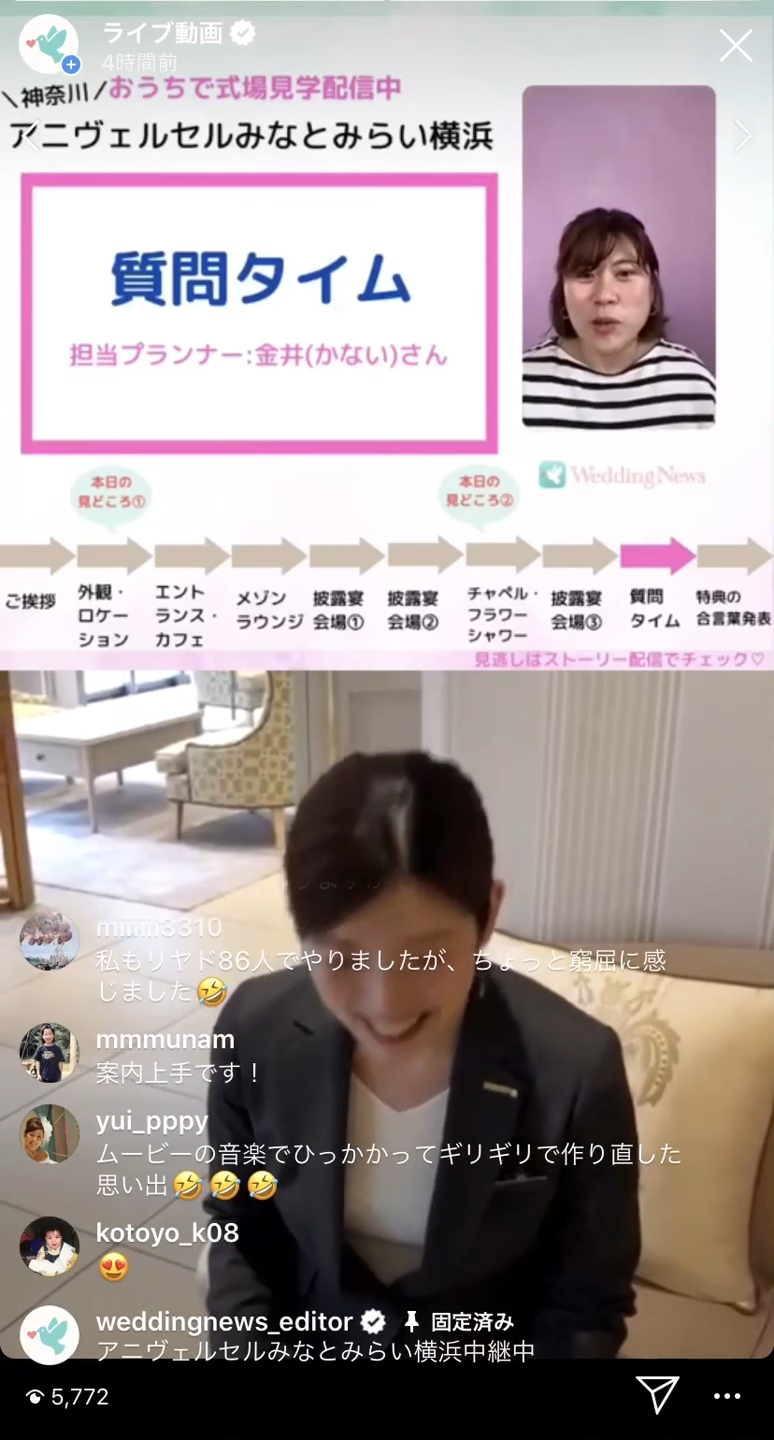 ライブ動画
4時間前
＼神奈川／おうちで式場見学配信中
アニヴェルセルみなとみらい横浜
質問タイム
担当プランナー:金井(かない)さん
本日の
見どころ①
本日の
見どころ②
WeddingNews
ご挨拶
外観・
ロケー
ション
エント
ランス・
カフェ
メゾン
ラウンジ
披露宴
会場①
披露宴
会場②
チャペル・
フラワー
シャワー
披露宴
会場③
質問
タイム
特典の
合言葉発表
見逃しはストーリー配信でチェック♡
私もリヤド86人でやりましたが、ちょっと窮屈に感
じました🤣
mmmunam
案内上手です！
yui_pppy
ムービーの音楽でひっかかってギリギリで作り直した
思い出🤣🤣🤣
kotoyo_k08
😍
weddingnews_editor 固定済み
アニヴェルセルみなとみらい横浜中継中
5,772